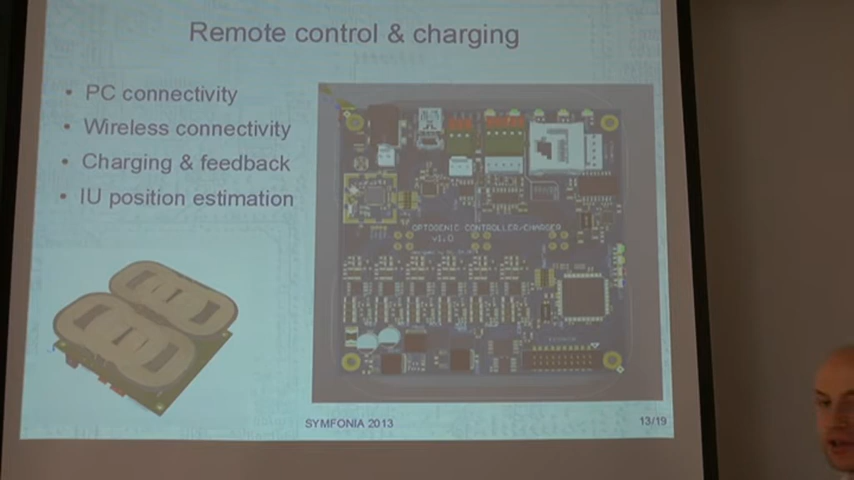 Remote control & charging
• PC connectivity
• Wireless connectivity
• Charging & feedback
• IU position estimation
OPTOGENIC CONTROLLER/CHARGER
v1.0
SYMFONIA 2013
13/19